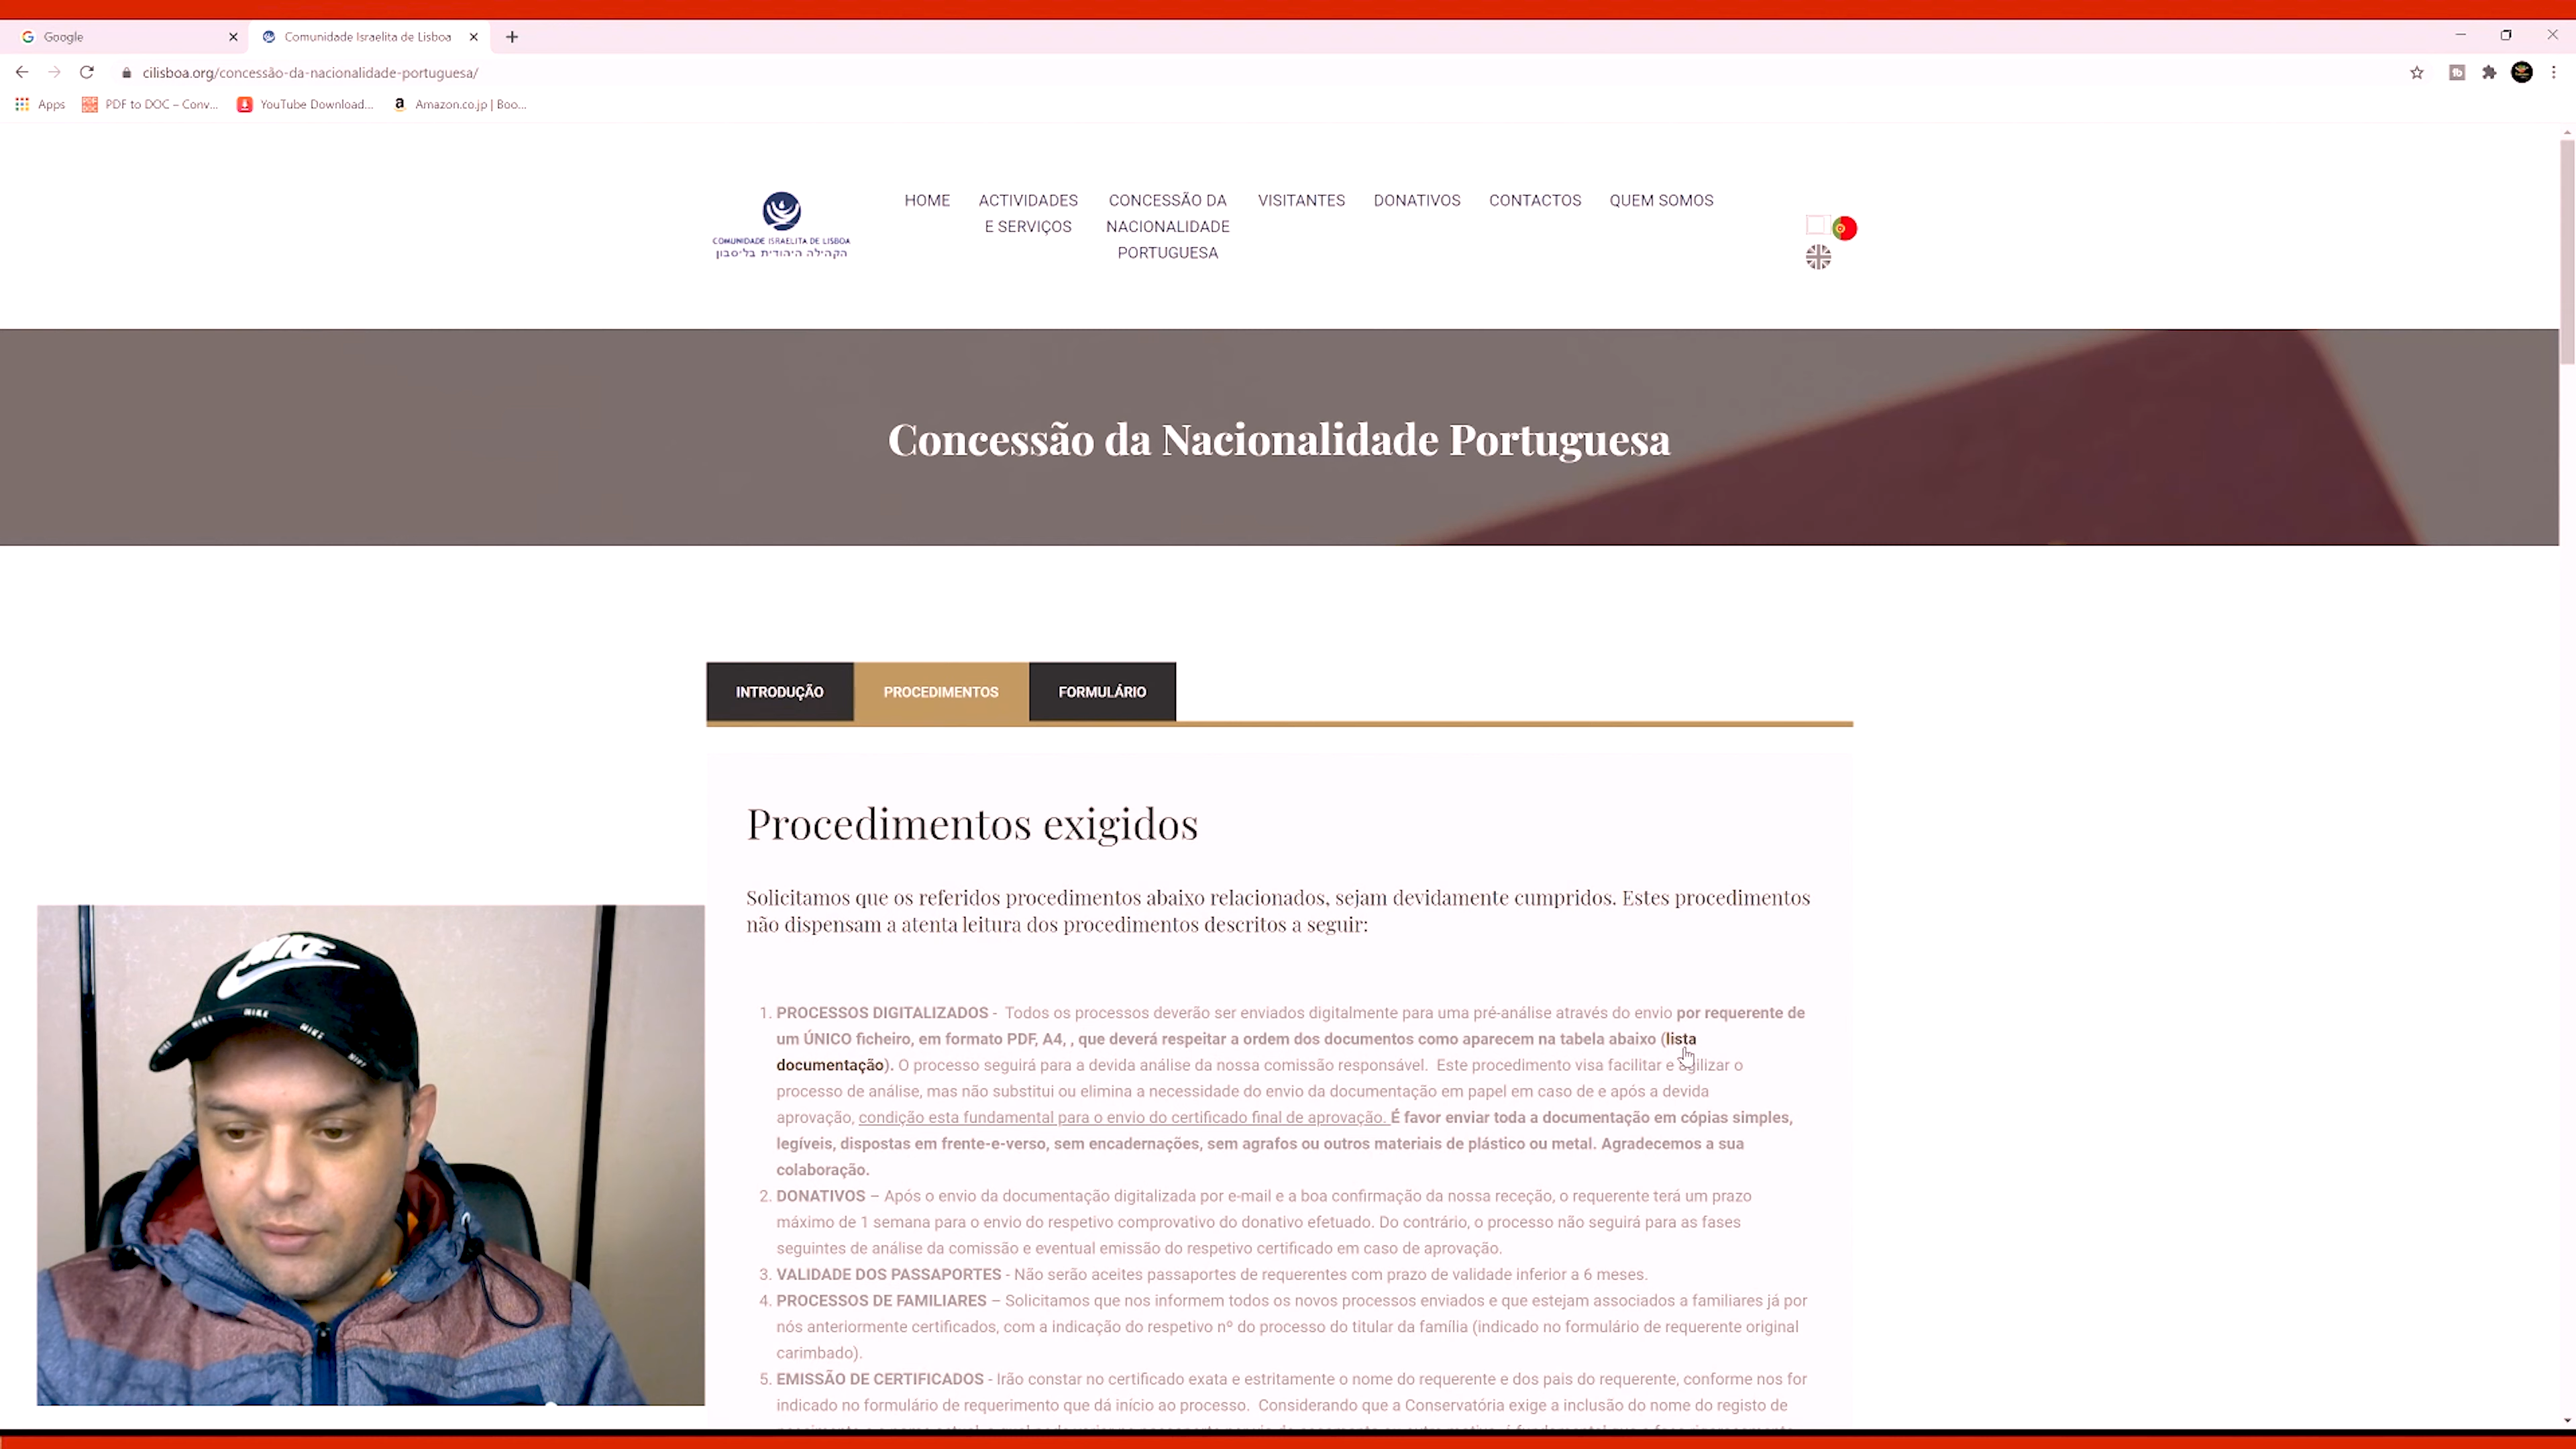 Google
Comunidade Israelita de Lisboa
cilisboa.org/concessão-da-nacionalidade-portuguesa/
Apps
PDF to DOC – Conv...
YouTube Download...
Amazon.co.jp | Boo...
COMUNIDADE ISRAELITA DE LISBOA
הקהילה היהודית בליסבון
HOME
ACTIVIDADES
E SERVIÇOS
CONCESSÃO DA
NACIONALIDADE
PORTUGUESA
VISITANTES
DONATIVOS
CONTACTOS
QUEM SOMOS
Concessão da Nacionalidade Portuguesa
INTRODUÇÃO
PROCEDIMENTOS
FORMULÁRIO
Procedimentos exigidos
Solicitamos que os referidos procedimentos abaixo relacionados, sejam devidamente cumpridos. Estes procedimentos
não dispensam a atenta leitura dos procedimentos descritos a seguir:
1. PROCESSOS DIGITALIZADOS - Todos os processos deverão ser enviados digitalmente para uma pré-análise através do envio por requerente de
um ÚNICO ficheiro, em formato PDF, A4, , que deverá respeitar a ordem dos documentos como aparecem na tabela abaixo (lista
documentação). O processo seguirá para a devida análise da nossa comissão responsável. Este procedimento visa facilitar e agilizar o
processo de análise, mas não substitui ou elimina a necessidade do envio da documentação em papel em caso de e após a devida
aprovação, condição esta fundamental para o envio do certificado final de aprovação. É favor enviar toda a documentação em cópias simples,
legíveis, dispostas em frente-e-verso, sem encadernações, sem agrafos ou outros materiais de plástico ou metal. Agradecemos a sua
colaboração.
2. DONATIVOS – Após o envio da documentação digitalizada por e-mail e a boa confirmação da nossa receção, o requerente terá um prazo
máximo de 1 semana para o envio do respetivo comprovativo do donativo efetuado. Do contrário, o processo não seguirá para as fases
seguintes de análise da comissão e eventual emissão do respetivo certificado em caso de aprovação.
3. VALIDADE DOS PASSAPORTES - Não serão aceites passaportes de requerentes com prazo de validade inferior a 6 meses.
4. PROCESSOS DE FAMILIARES – Solicitamos que nos informem todos os novos processos enviados e que estejam associados a familiares já por
nós anteriormente certificados, com a indicação do respetivo nº do processo do titular da família (indicado no formulário de requerente original
carimbado).
5. EMISSÃO DE CERTIFICADOS - Irão constar no certificado exata e estritamente o nome do requerente e dos pais do requerente, conforme nos for
indicado no formulário de requerimento que dá início ao processo. Considerando que a Conservatória exige a inclusão do nome do registo de
NIKE
NIKE
NIKE
NIKE